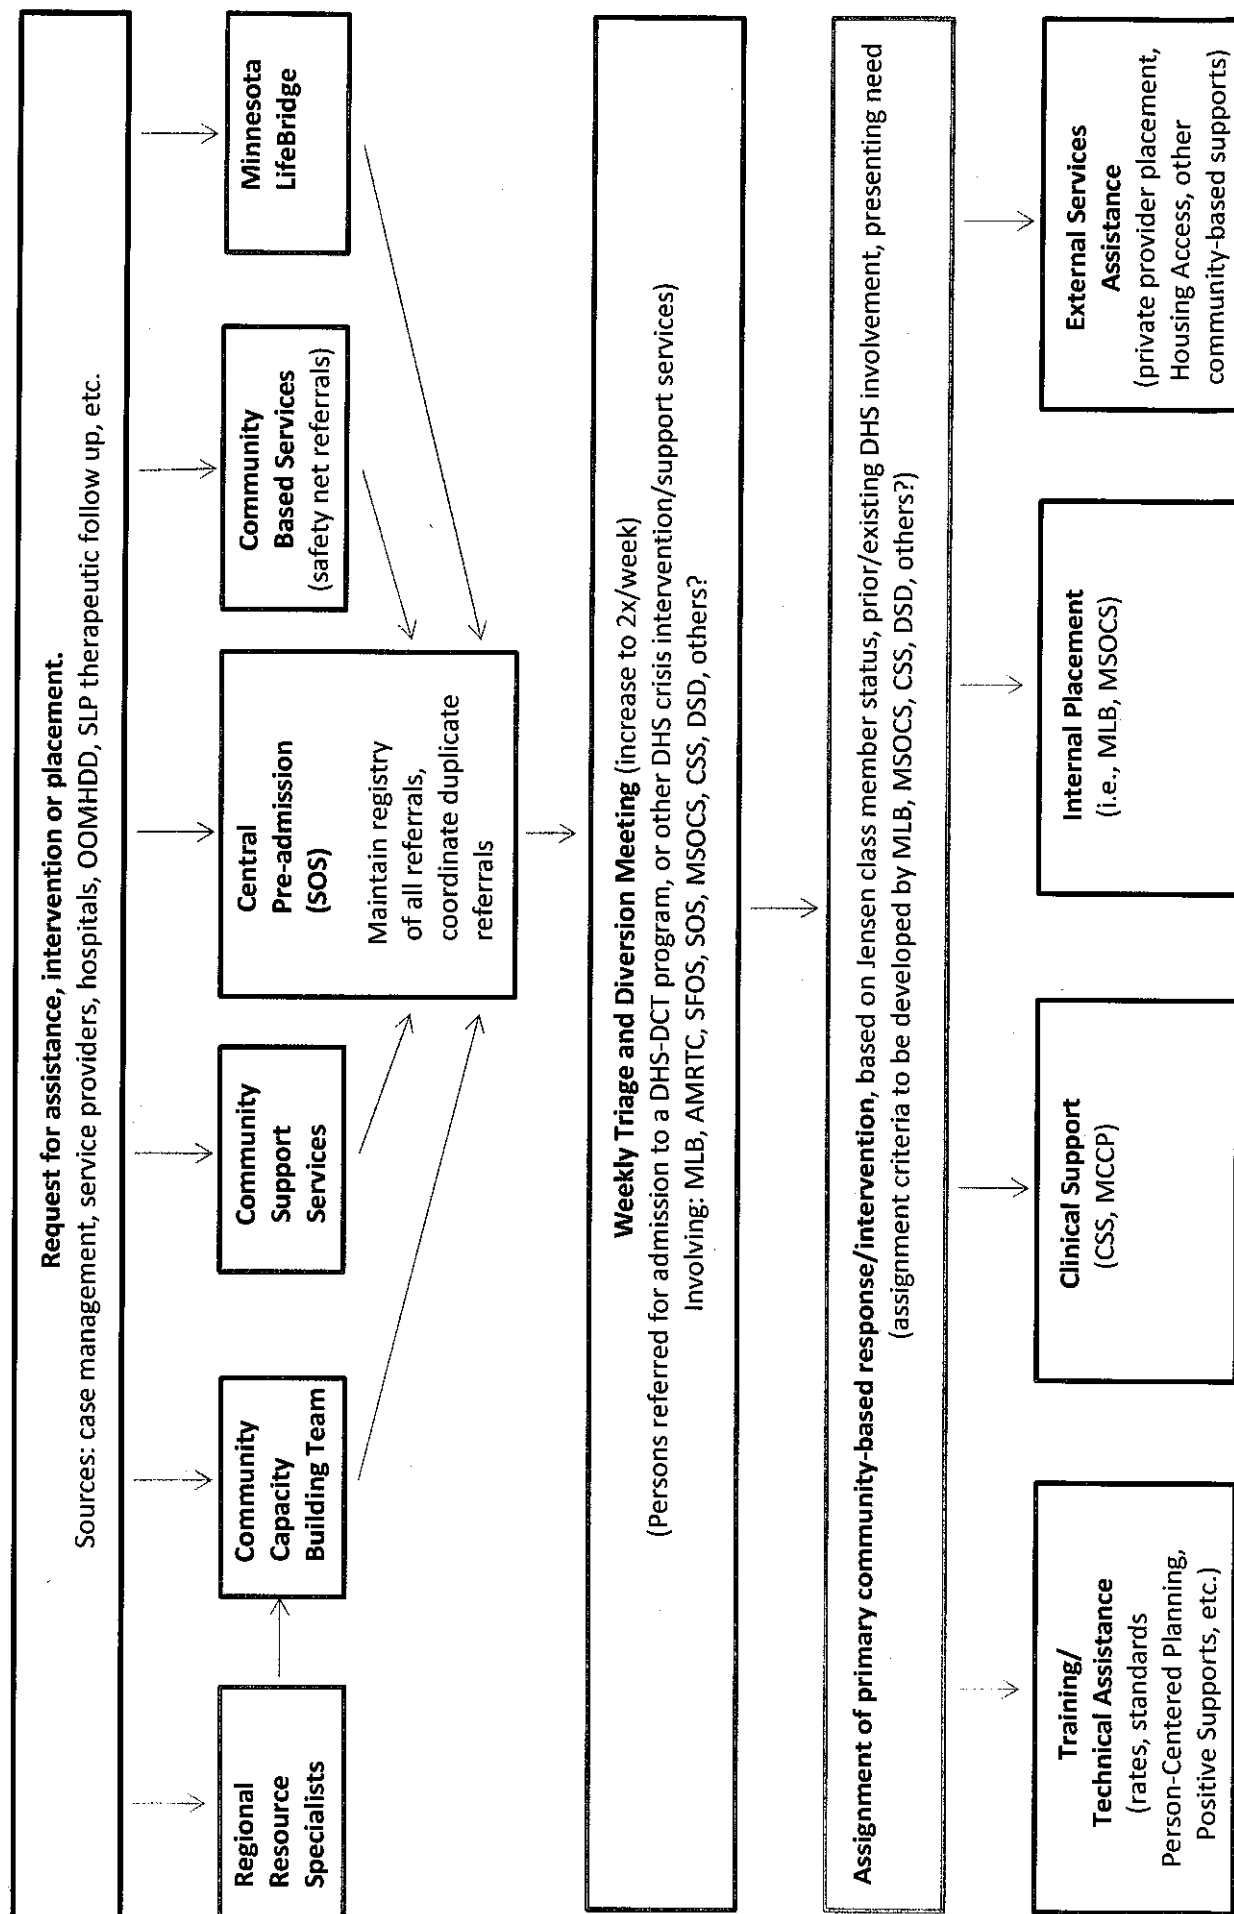 Request for assistance, intervention or placement.
Sources: case management, service providers, hospitals, OOMHDD, SLP therapeutic follow up, etc.
Regional
Resource
Specialists
Community
Capacity
Building Team
Community
Support
Services
Central
Pre-admission
(SOS)
Maintain registry
of all referrals,
coordinate duplicate
referrals
Community
Based Services
(safety net referrals)
Minnesota
LifeBridge
Weekly Triage and Diversion Meeting (increase to 2x/week)
(Persons referred for admission to a DHS-DCT program, or other DHS crisis intervention/support services)
Involving: MLB, AMRTC, SFOS, SOS, MSOCS, CSS, DSD, others?
Assignment of primary community-based response/intervention, based on Jensen class member status, prior/existing DHS involvement, presenting need
(assignment criteria to be developed by MLB, MSOCS, CSS, DSD, others?)
Training/
Technical Assistance
(rates, standards
Person-Centered Planning,
Positive Supports, etc.)
Clinical Support
(CSS, MCCP)
Internal Placement
(i.e., MLB, MSOCS)
External Services
Assistance
(private provider placement,
Housing Access, other
community-based supports)